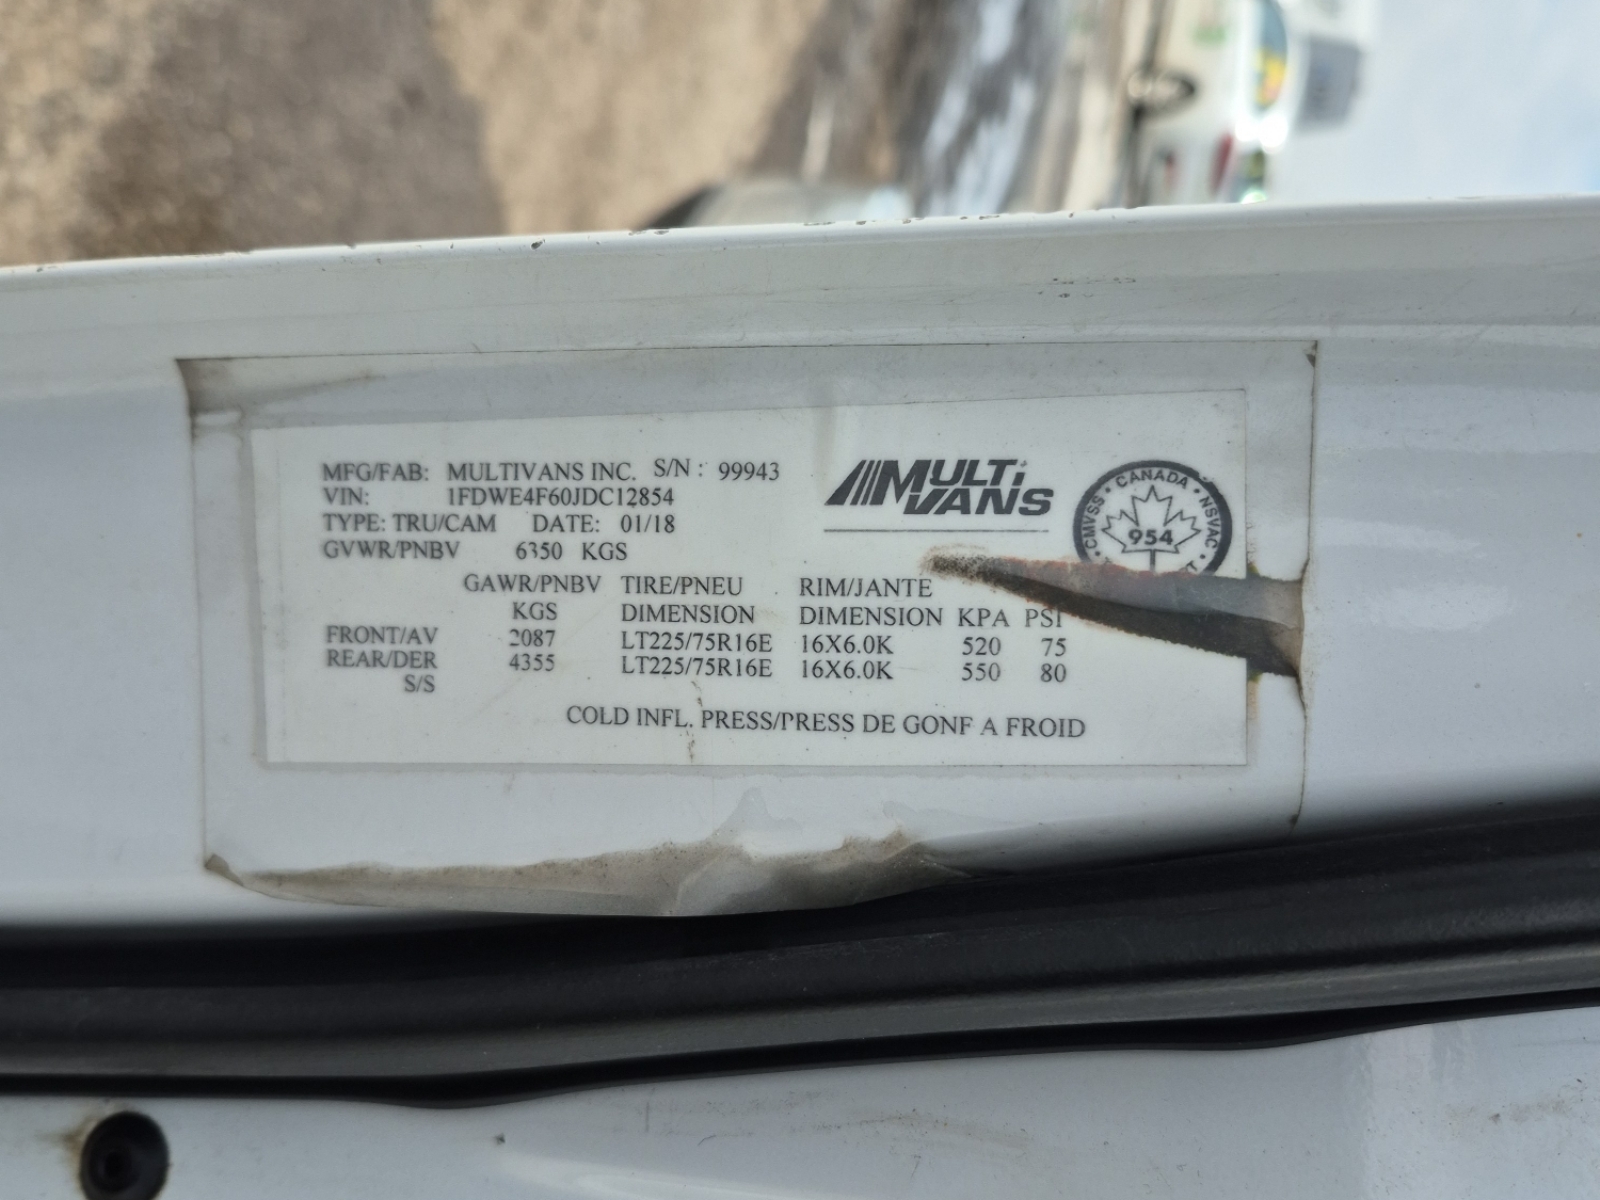 MFG/FAB: MULTIVANS INC. S/N: 99943
VIN: 1FDWE4F60JDC12854
TYPE: TRU/CAM DATE: 01/18
GVWR/PNBV 6350 KGS
MULTI
VANS
CMVSS • CANADA • NSVAC
954
GAWR/PNBV TIRE/PNEU RIM/JANTE
KGS DIMENSION DIMENSION KPA PSI
FRONT/AV 2087 LT225/75R16E 16X6.0K 520 75
REAR/DER 4355 LT225/75R16E 16X6.0K 550 80
S/S
COLD INFL. PRESS/PRESS DE GONF A FROID